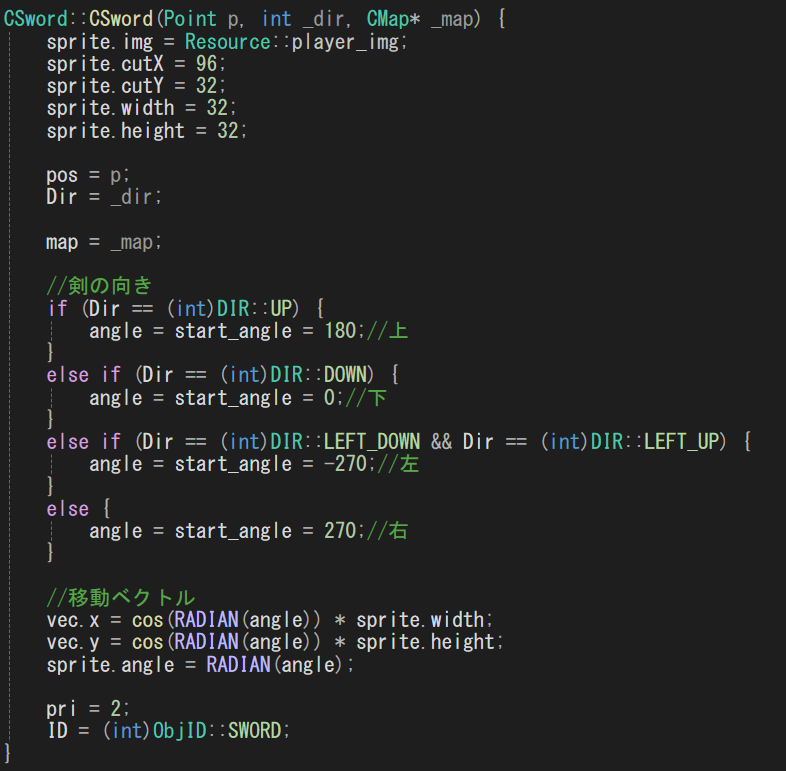 CSword::CSword(Point p, int _dir, CMap* _map) {
    sprite.img = Resource::player_img;
    sprite.cutX = 96;
    sprite.cutY = 32;
    sprite.width = 32;
    sprite.height = 32;

    pos = p;
    Dir = _dir;

    map = _map;

    //剣の向き
    if (Dir == (int)DIR::UP) {
        angle = start_angle = 180;//上
    }
    else if (Dir == (int)DIR::DOWN) {
        angle = start_angle = 0;//下
    }
    else if (Dir == (int)DIR::LEFT_DOWN && Dir == (int)DIR::LEFT_UP) {
        angle = start_angle = -270;//左
    }
    else {
        angle = start_angle = 270;//右
    }

    //移動ベクトル
    vec.x = cos(RADIAN(angle)) * sprite.width;
    vec.y = cos(RADIAN(angle)) * sprite.height;
    sprite.angle = RADIAN(angle);

    pri = 2;
    ID = (int)ObjID::SWORD;
}